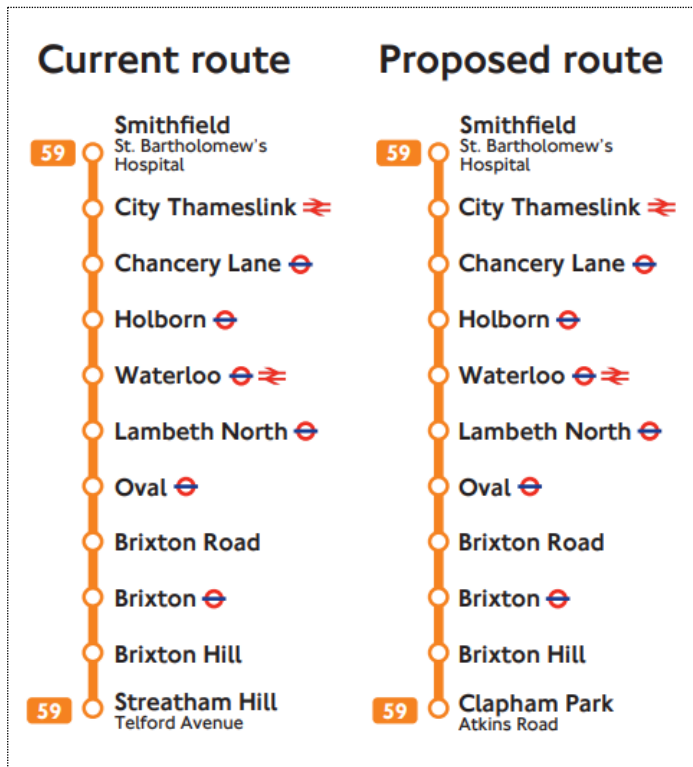 Current route
59
Smithfield
St. Bartholomew's
Hospital
City Thameslink
Chancery Lane
Holborn
Waterloo
Lambeth North
Oval
Brixton Road
Brixton
Brixton Hill
59
Streatham Hill
Telford Avenue
Proposed route
59
Smithfield
St. Bartholomew's
Hospital
City Thameslink
Chancery Lane
Holborn
Waterloo
Lambeth North
Oval
Brixton Road
Brixton
Brixton Hill
59
Clapham Park
Atkins Road